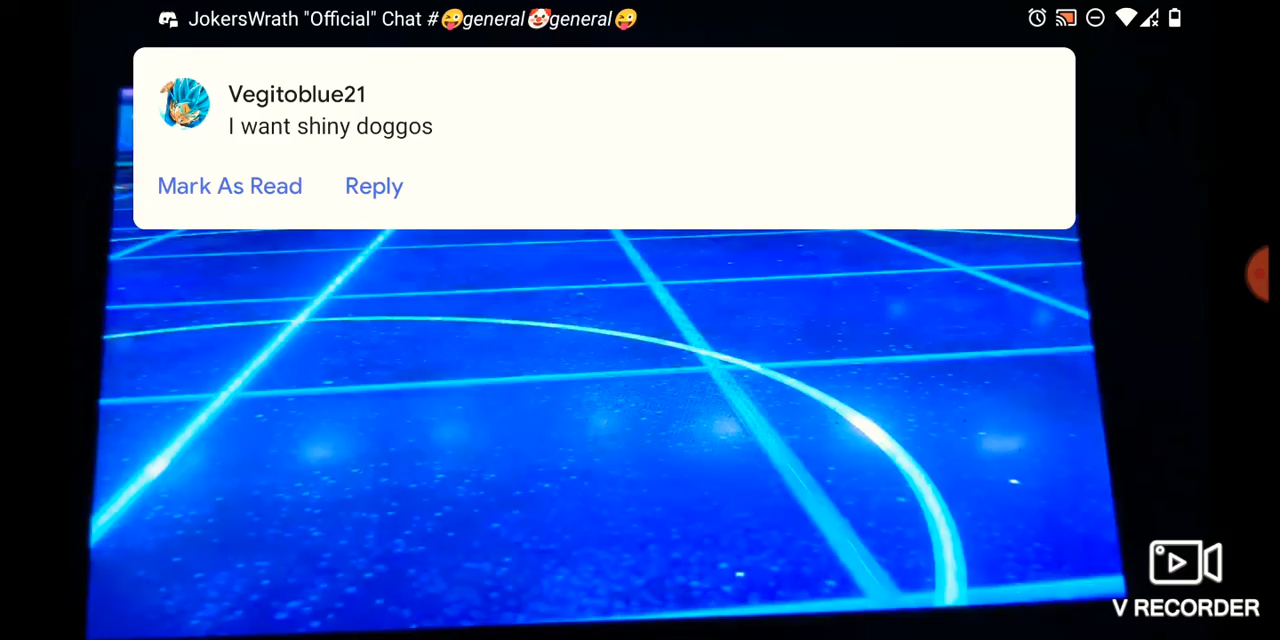 JokersWrath "Official" Chat #😜general🤡general😜
Vegitoblue21
I want shiny doggos
Mark As Read Reply
V RECORDER